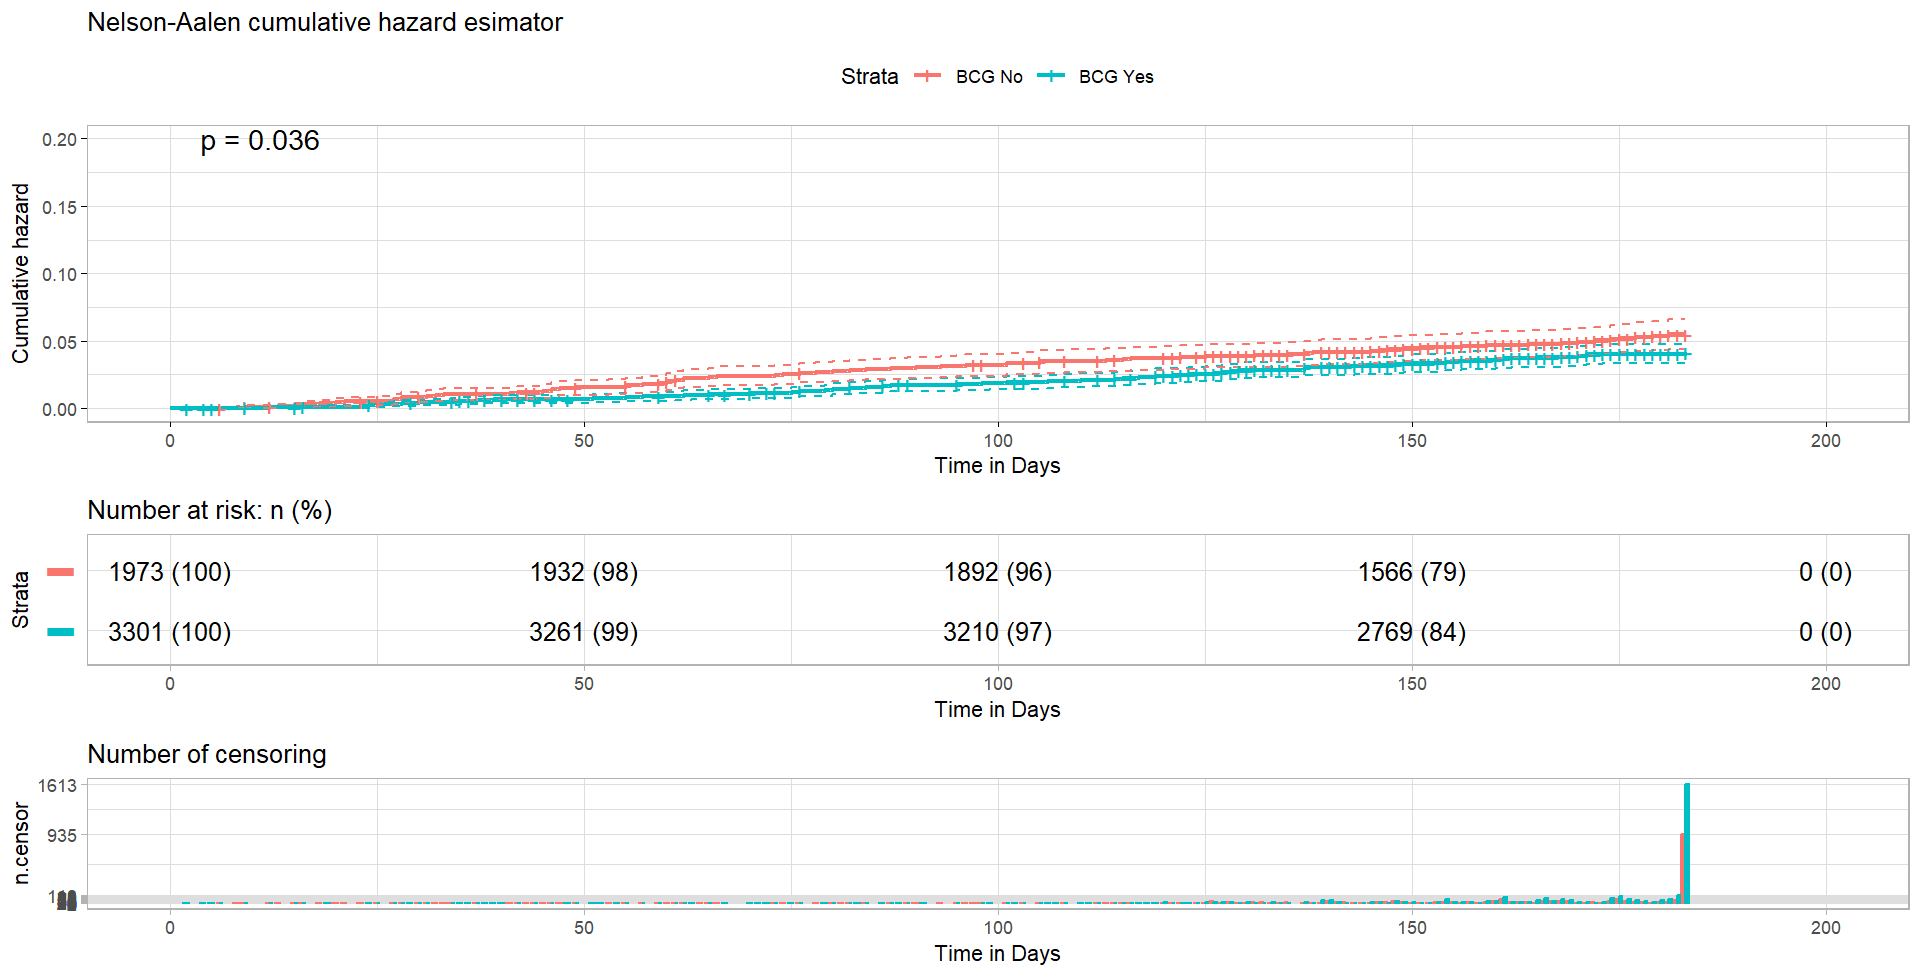 Nelson-Aalen cumulative hazard esimator
Strata BCG No BCG Yes
p = 0.036
0.20
0.15
0.10
0.05
0.00
Cumulative hazard
0 50 100 150 200
Time in Days
Number at risk: n (%)
Strata
1973 (100) 1932 (98) 1892 (96) 1566 (79) 0 (0)
3301 (100) 3261 (99) 3210 (97) 2769 (84) 0 (0)
0 50 100 150 200
Time in Days
Number of censoring
n.censor
1613
935
0 50 100 150 200
Time in Days